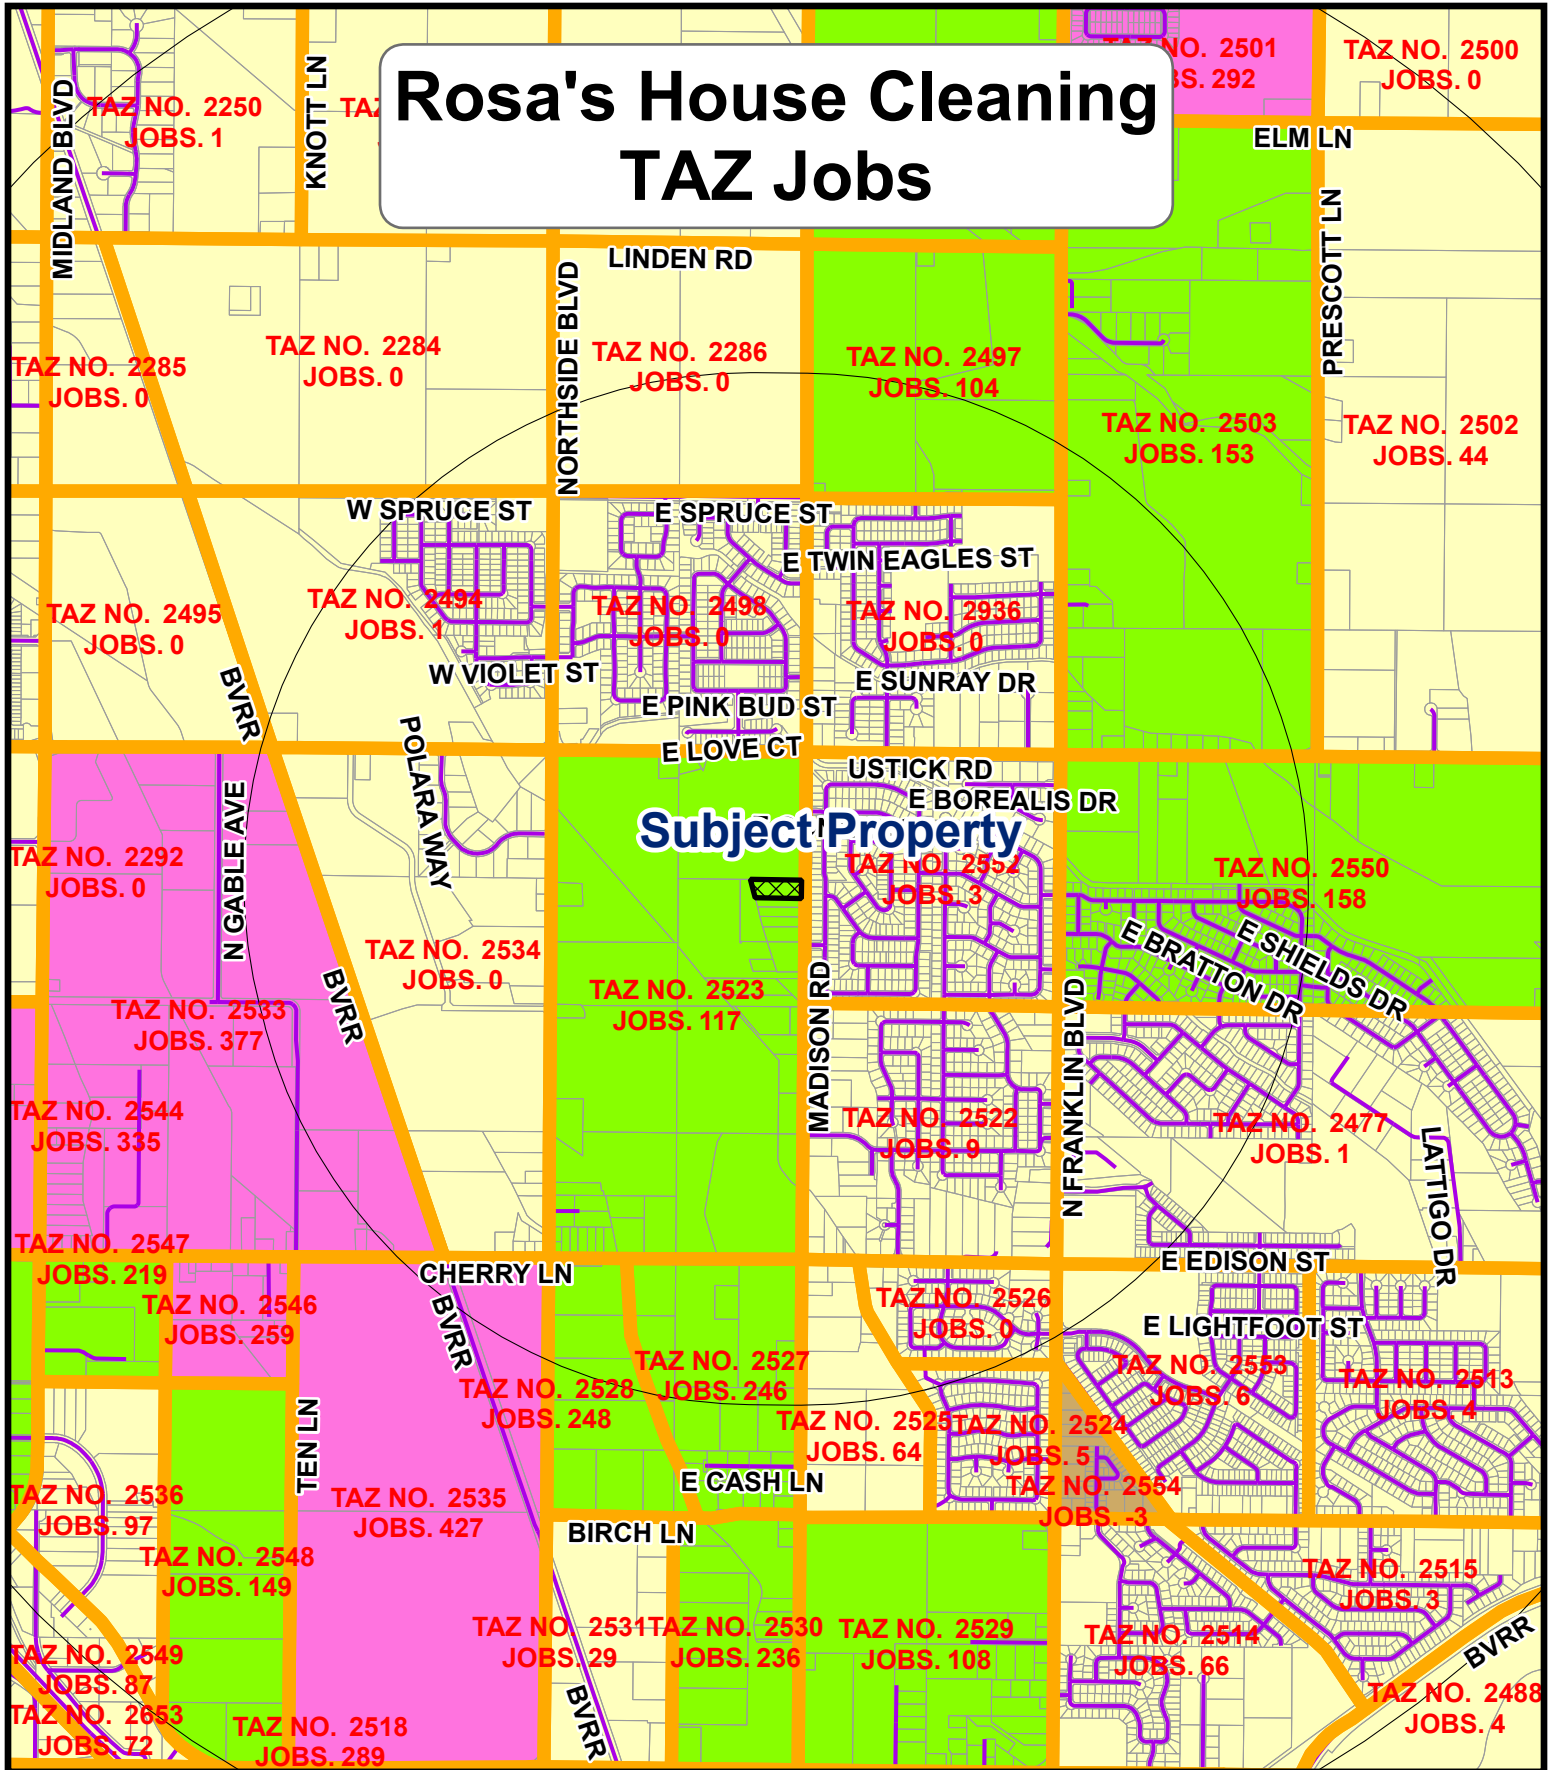 Rosa's House Cleaning
TAZ Jobs
TAZ NO. 2250
JOBS. 1
MIDLAND BLVD
KNOTT LN
NO. 2501
292
TAZ NO. 2500
JOBS. 0
ELM LN
PRESCOTT LN
LINDEN RD
NORTHSIDE BLVD
TAZ NO. 2285
JOBS. 0
TAZ NO. 2284
JOBS. 0
TAZ NO. 2286
JOBS. 0
TAZ NO. 2497
JOBS. 104
TAZ NO. 2503
JOBS. 153
TAZ NO. 2502
JOBS. 44
W SPRUCE ST
E SPRUCE ST
E TWIN EAGLES ST
TAZ NO. 2495
JOBS. 0
TAZ NO. 2494
JOBS. 1
TAZ NO. 2498
JOBS. 0
TAZ NO. 2936
JOBS. 0
W VIOLET ST
E SUNRAY DR
E PINK BUD ST
BVRR
POLARA WAY
E LOVE CT
USTICK RD
E BOREALIS DR
Subject Property
N GABLE AVE
TAZ NO. 2292
JOBS. 0
TAZ NO. 2552
JOBS. 3
TAZ NO. 2550
JOBS. 158
E SHIELDS DR
E BRATTON DR
TAZ NO. 2534
JOBS. 0
BVRR
TAZ NO. 2523
JOBS. 117
MADISON RD
N FRANKLIN BLVD
TAZ NO. 2533
JOBS. 377
TAZ NO. 2544
JOBS. 335
TAZ NO. 2522
JOBS. 9
TAZ NO. 2477
JOBS. 1
LATTIGO DR
TAZ NO. 2547
JOBS. 219
CHERRY LN
E EDISON ST
TAZ NO. 2546
JOBS. 259
BVRR
TAZ NO. 2526
JOBS. 0
E LIGHTFOOT ST
TAZ NO. 2527
JOBS. 246
TAZ NO. 2553
JOBS. 6
TAZ NO. 2513
JOBS. 4
TAZ NO. 2528
JOBS. 248
TAZ NO. 2525
JOBS. 64
TAZ NO. 2524
JOBS. 5
TEN LN
E CASH LN
TAZ NO. 2554
JOBS. -3
TAZ NO. 2536
JOBS. 97
TAZ NO. 2535
JOBS. 427
BIRCH LN
TAZ NO. 2548
JOBS. 149
TAZ NO. 2515
JOBS. 3
TAZ NO. 2531
JOBS. 29
TAZ NO. 2530
JOBS. 236
TAZ NO. 2529
JOBS. 108
TAZ NO. 2514
JOBS. 66
BVRR
TAZ NO. 2549
JOBS. 87
TAZ NO. 2653
JOBS. 72
TAZ NO. 2518
JOBS. 289
BVRR
TAZ NO. 2488
JOBS. 4